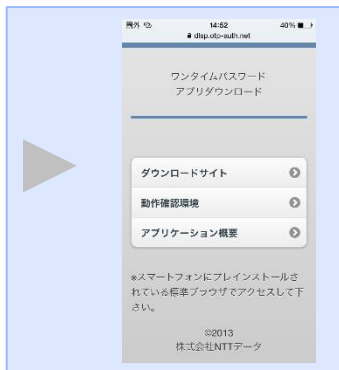 圏外 14:52 40%
dlsp.otp-auth.net
ワンタイムパスワード
アプリダウンロード
ダウンロードサイト
動作確認環境
アプリケーション概要
※スマートフォンにプレインストールさ
れている標準ブラウザでアクセスして下
さい。
©2013
株式会社NTTデータ